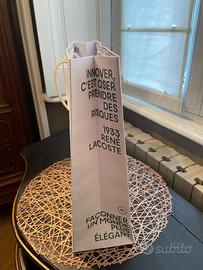 INNOVER,
C'EST OSER
PRENDRE
DES
RISQUES
1933
RENÉ
LACOSTE
FAÇONNER
UN MONDE
PLUS
ÉLÉGANT
subito